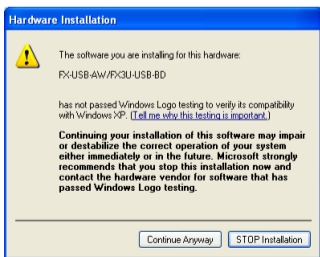 Hardware Installation
The software you are installing for this hardware:
FX-USB-AW/FX3U-USB-BD
has not passed Windows Logo testing to verify its compatibility
with Windows XP. (Tell me why this testing is important.)
Continuing your installation of this software may impair
or destabilize the correct operation of your system
either immediately or in the future. Microsoft strongly
recommends that you stop this installation now and
contact the hardware vendor for software that has
passed Windows Logo testing.
Continue Anyway STOP Installation